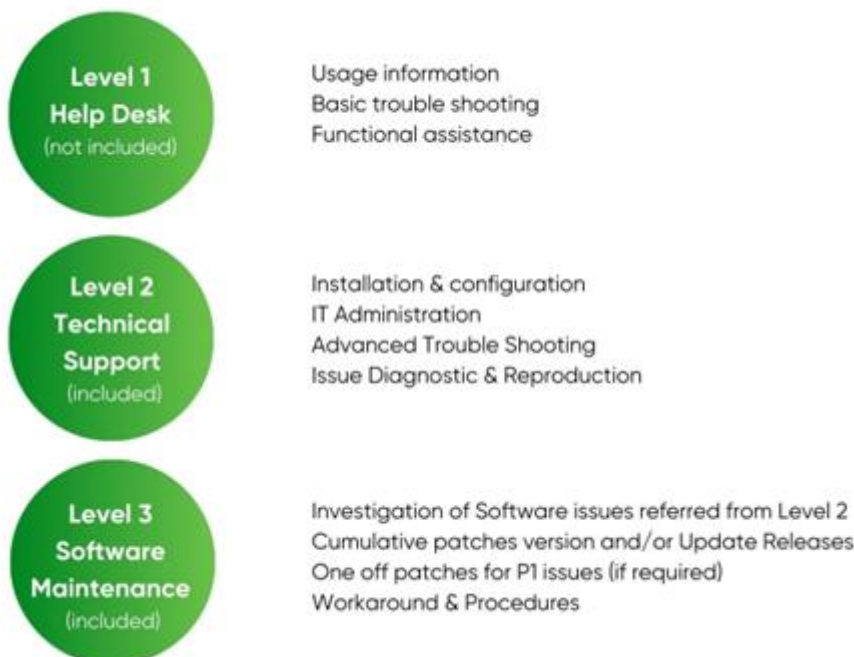 Level 1
Help Desk
(not included)
Usage information
Basic trouble shooting
Functional assistance
Level 2
Technical
Support
(included)
Installation & configuration
IT Administration
Advanced Trouble Shooting
Issue Diagnostic & Reproduction
Level 3
Software
Maintenance
(included)
Investigation of Software issues referred from Level 2
Cumulative patches version and/or Update Releases
One off patches for P1 issues (if required)
Workaround & Procedures